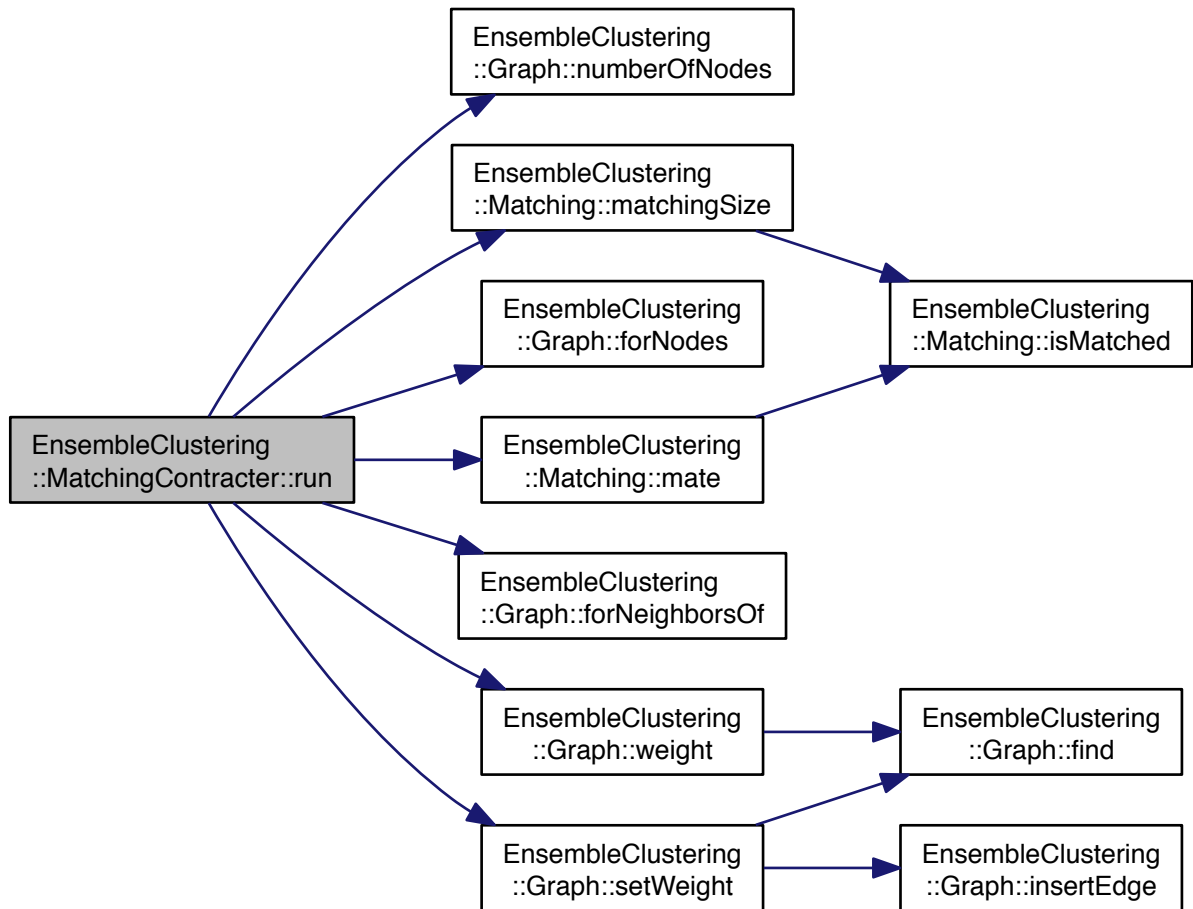 EnsembleClustering
::Graph::numberOfNodes
EnsembleClustering
::Matching::matchingSize
EnsembleClustering
::Graph::forNodes
EnsembleClustering
::Matching::isMatched
EnsembleClustering
::MatchingContracter::run
EnsembleClustering
::Matching::mate
EnsembleClustering
::Graph::forNeighborsOf
EnsembleClustering
::Graph::weight
EnsembleClustering
::Graph::find
EnsembleClustering
::Graph::setWeight
EnsembleClustering
::Graph::insertEdge